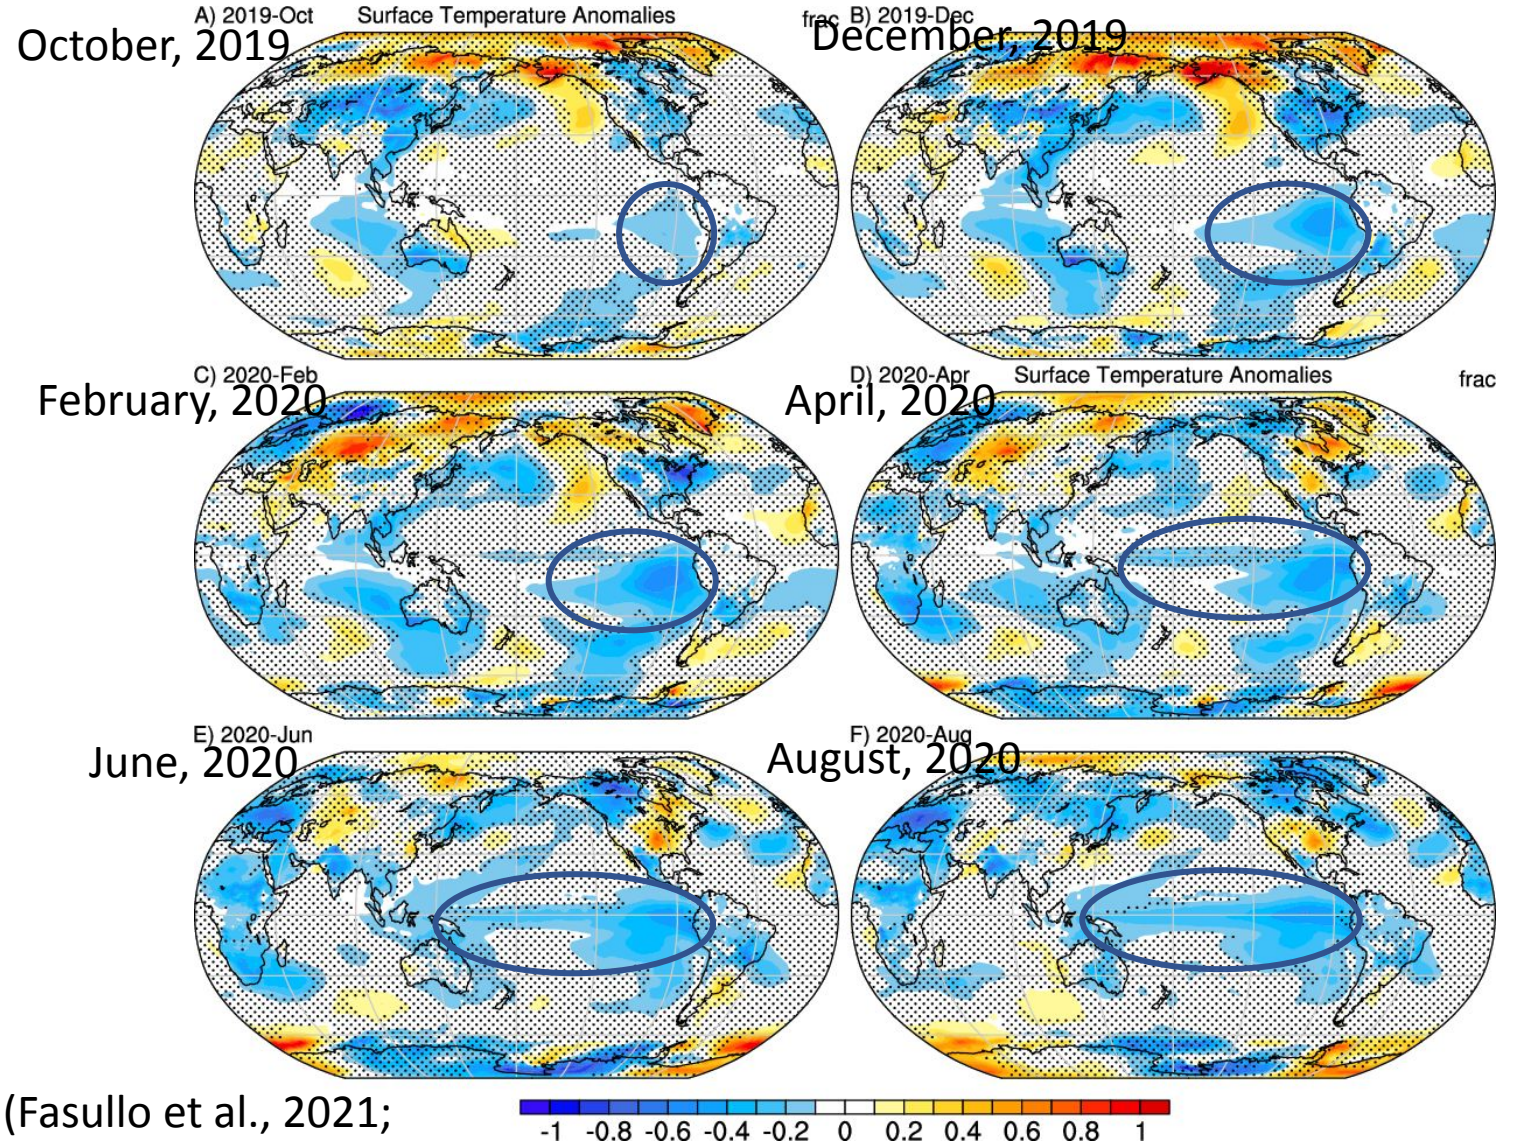 A) 2019-Oct Surface Temperature Anomalies frac
October, 2019
B) 2019-Dec
December, 2019
C) 2020-Feb
February, 2020
D) 2020-Apr Surface Temperature Anomalies frac
April, 2020
E) 2020-Jun
June, 2020
F) 2020-Aug
August, 2020
(Fasullo et al., 2021;
-1 -0.8 -0.6 -0.4 -0.2 0 0.2 0.4 0.6 0.8 1